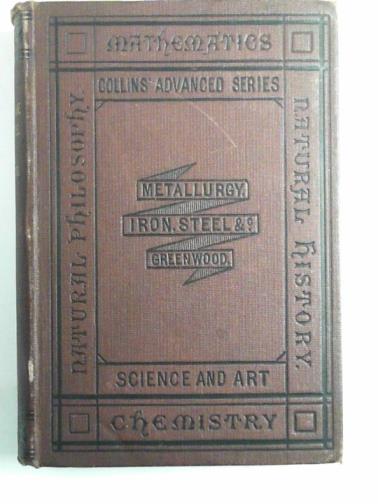 MATHEMATICS
COLLINS' ADVANCED SERIES
NATURAL PHILOSOPHY.
NATURAL HISTORY.
METALLURGY.
IRON, STEEL &c.
GREENWOOD.
SCIENCE AND ART
CHEMISTRY